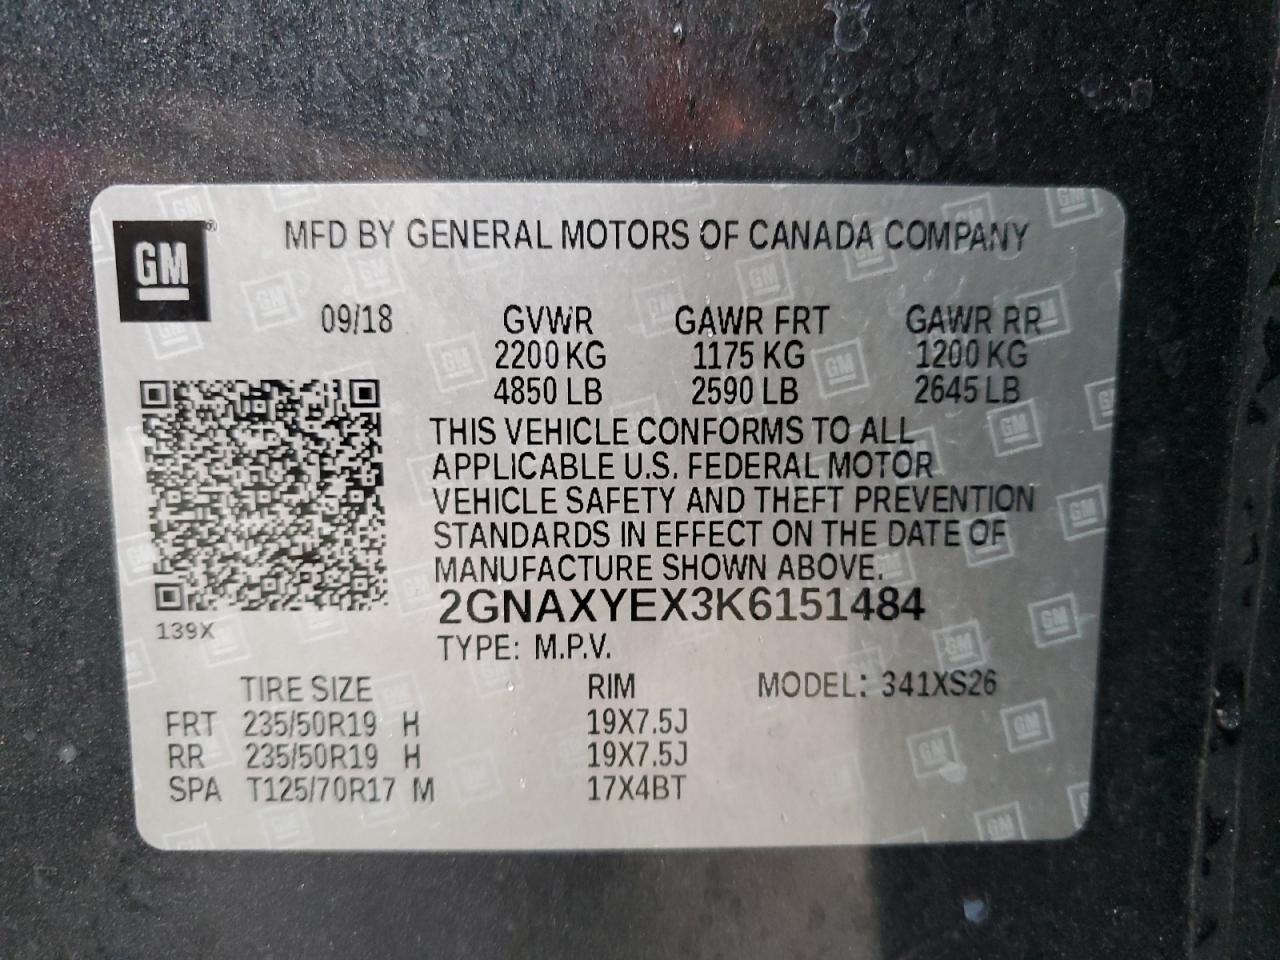 GM
MFD BY GENERAL MOTORS OF CANADA COMPANY
09/18 GVWR GAWR FRT GAWR RR
2200 KG 1175 KG 1200 KG
4850 LB 2590 LB 2645 LB
THIS VEHICLE CONFORMS TO ALL
APPLICABLE U.S. FEDERAL MOTOR
VEHICLE SAFETY AND THEFT PREVENTION
STANDARDS IN EFFECT ON THE DATE OF
MANUFACTURE SHOWN ABOVE.
2GNAXYEX3K6151484
139X
TYPE: M.P.V.
TIRE SIZE RIM MODEL: 341XS26
FRT 235/50R19 H 19X7.5J
RR 235/50R19 H 19X7.5J
SPA T125/70R17 M 17X4BT